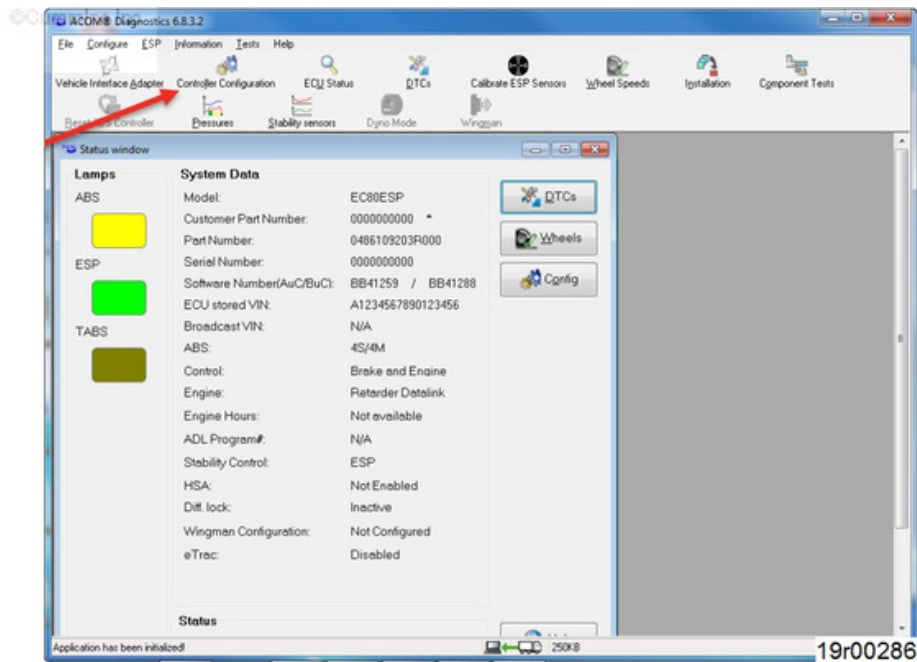 ©Cummins Inc.
ACOM® Diagnostics 6.8.3.2
File Configure ESP Information Tests Help
Vehicle Interface Adapter Controller Configuration ECU Status DTCs Calibrate ESP Sensors Wheel Speeds Installation Component Tests
Controller Pressures Stability sensors Dyno Mode Wingman
Status window
Lamps System Data
ABS Model: EC80ESP DTCs
Customer Part Number: 0000000000 *
Part Number: 0486109203R000 Wheels
ESP Serial Number: 0000000000
Software Number(AuC/BuC): BB41259 / BB41288 Config
ECU stored VIN: A1234567890123456
TABS Broadcast VIN: N/A
ABS: 4S/4M
Control: Brake and Engine
Engine: Retarder Datalink
Engine Hours: Not available
ADL Program#: N/A
Stability Control: ESP
HSA: Not Enabled
Diff. lock: Inactive
Wingman Configuration: Not Configured
eTrac: Disabled
Status
Application has been initialized! 250KB
19r00286